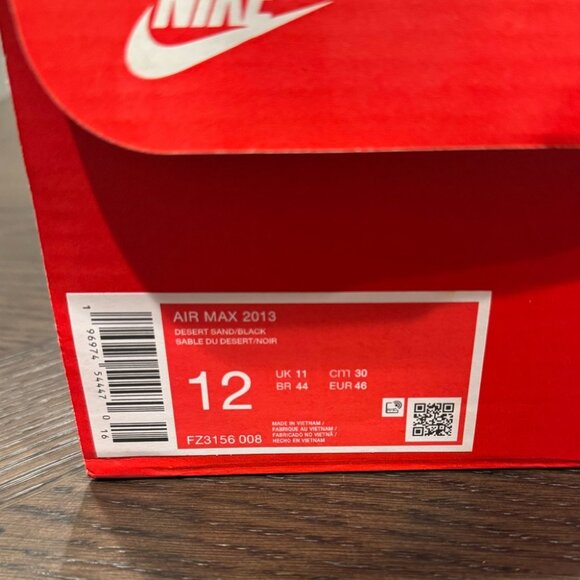 NIKE
AIR MAX 2013
DESERT SAND/BLACK
SABLE DU DESERT/NOIR
12
UK 11 cm 30
BR 44 EUR 46
FZ3156 008
MADE IN VIETNAM /
FABRIQUE AU VIETNAM /
FABRICADO NO VIETNÃ /
HECHO EN VIETNAM
1 96974 54447 0 16